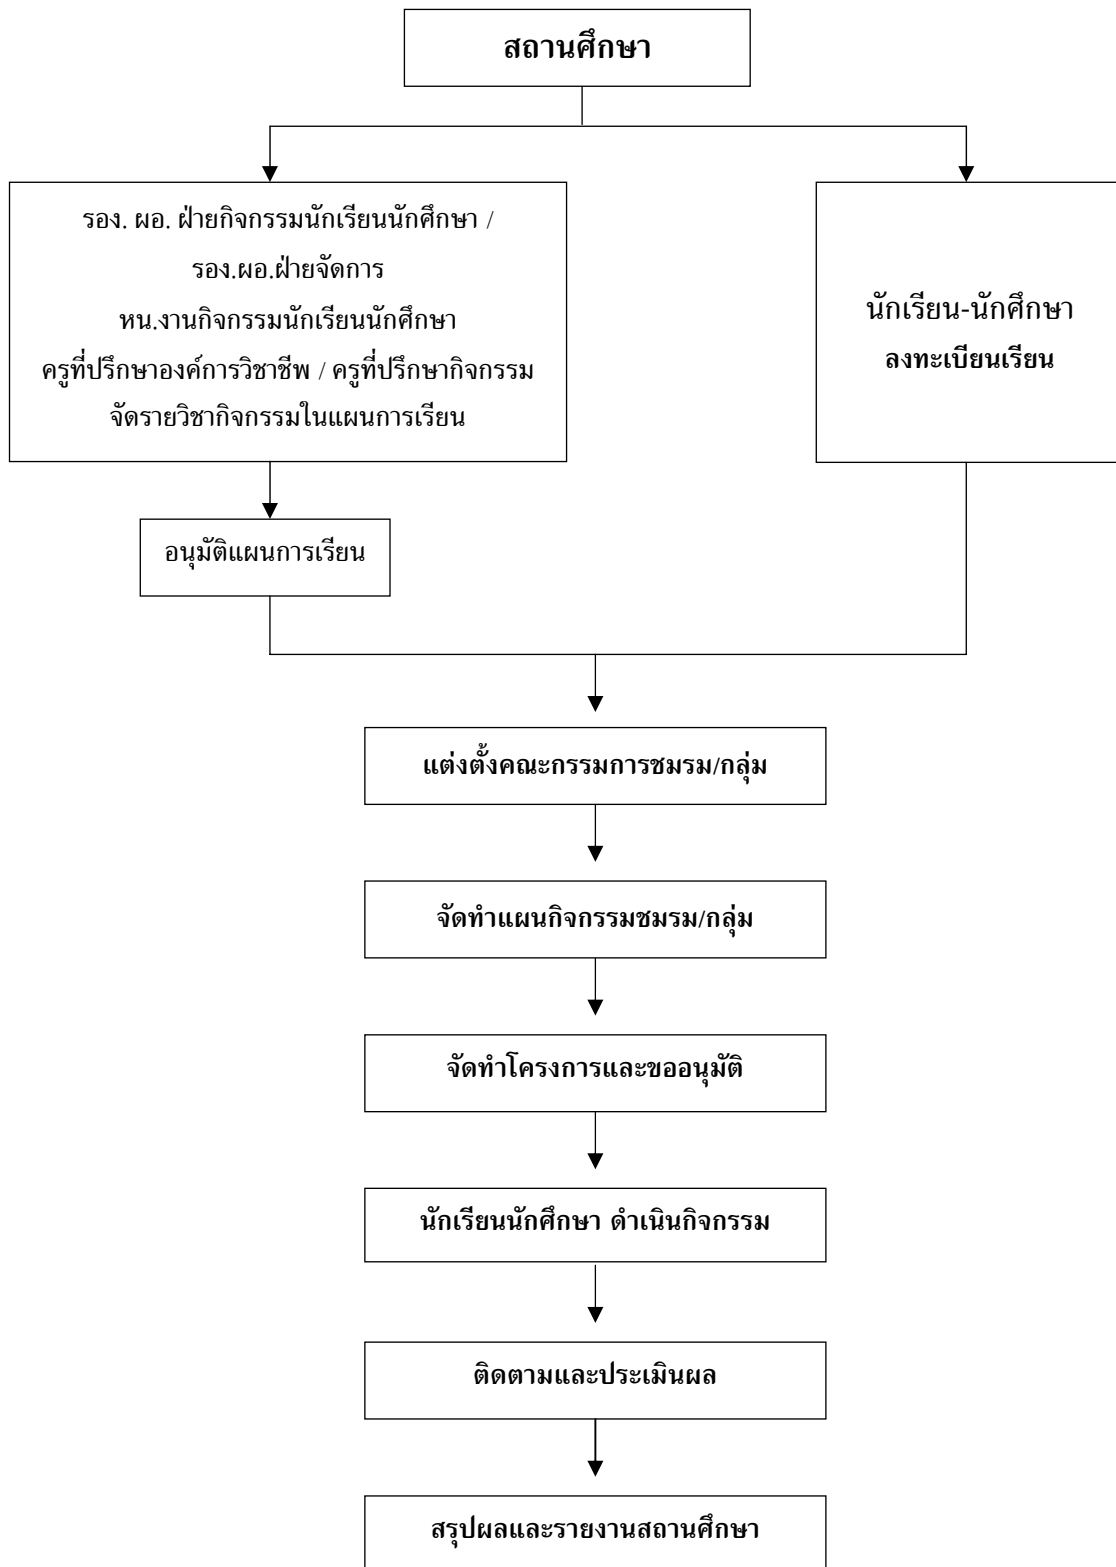 สถานศึกษา
รอง. ผอ. ฝ่ายกิจกรรมนักเรียนนักศึกษา /
รอง.ผอ.ฝ่ายจัดการ
หน.งานกิจกรรมนักเรียนนักศึกษา
ครูที่ปรึกษาองค์การวิชาชีพ / ครูที่ปรึกษากิจกรรม
จัดรายวิชากิจกรรมในแผนการเรียน
นักเรียน-นักศึกษา
ลงทะเบียนเรียน
อนุมัติแผนการเรียน
แต่งตั้งคณะกรรมการชมรม/กลุ่ม
จัดทำแผนกิจกรรมชมรม/กลุ่ม
จัดทำโครงการและขออนุมัติ
นักเรียนนักศึกษา ดำเนินกิจกรรม
ติดตามและประเมินผล
สรุปผลและรายงานสถานศึกษา